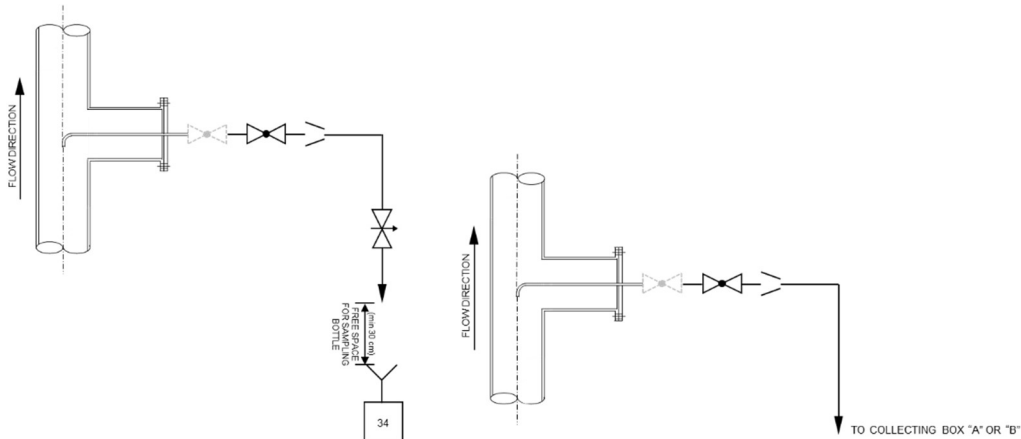 FLOW DIRECTION
(min 30 cm)
FREE SPACE
FOR SAMPLING
BOTTLE
34
FLOW DIRECTION
TO COLLECTING BOX "A" OR "B"